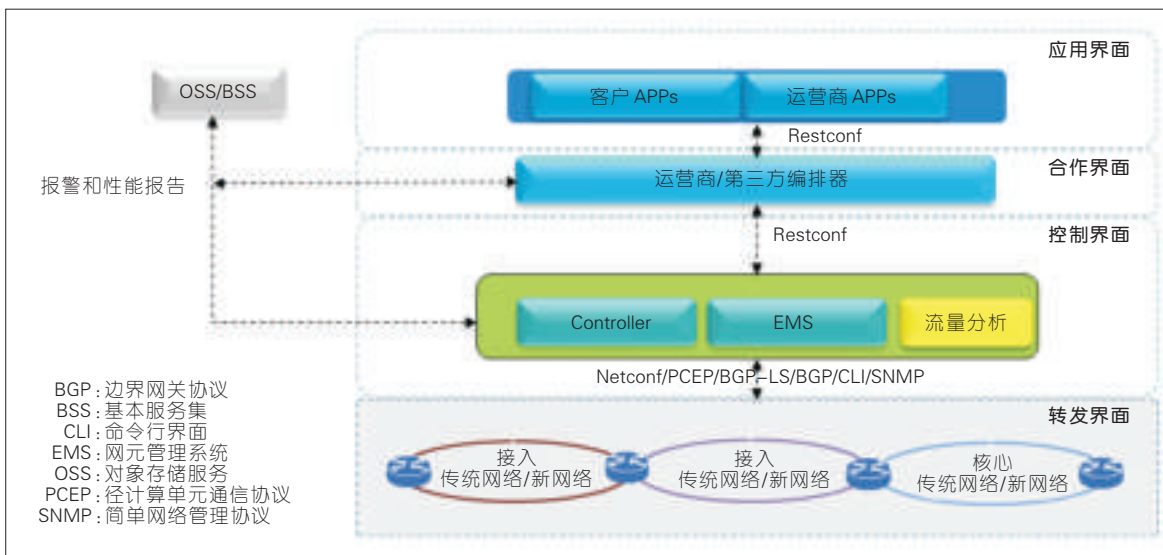 应用界面
OSS/BSS
客户 APPs
运营商 APPs
Restconf
合作界面
报警和性能报告
运营商/第三方编排器
Restconf
控制界面
Controller
EMS
流量分析
Netconf/PCEP/BGP-LS/BGP/CLI/SNMP
BGP:边界网关协议
BSS:基本服务集
CLI:命令行界面
EMS:网元管理系统
OSS:对象存储服务
PCEP:径计算单元通信协议
SNMP:简单网络管理协议
转发界面
接入
传统网络/新网络
接入
传统网络/新网络
核心
传统网络/新网络